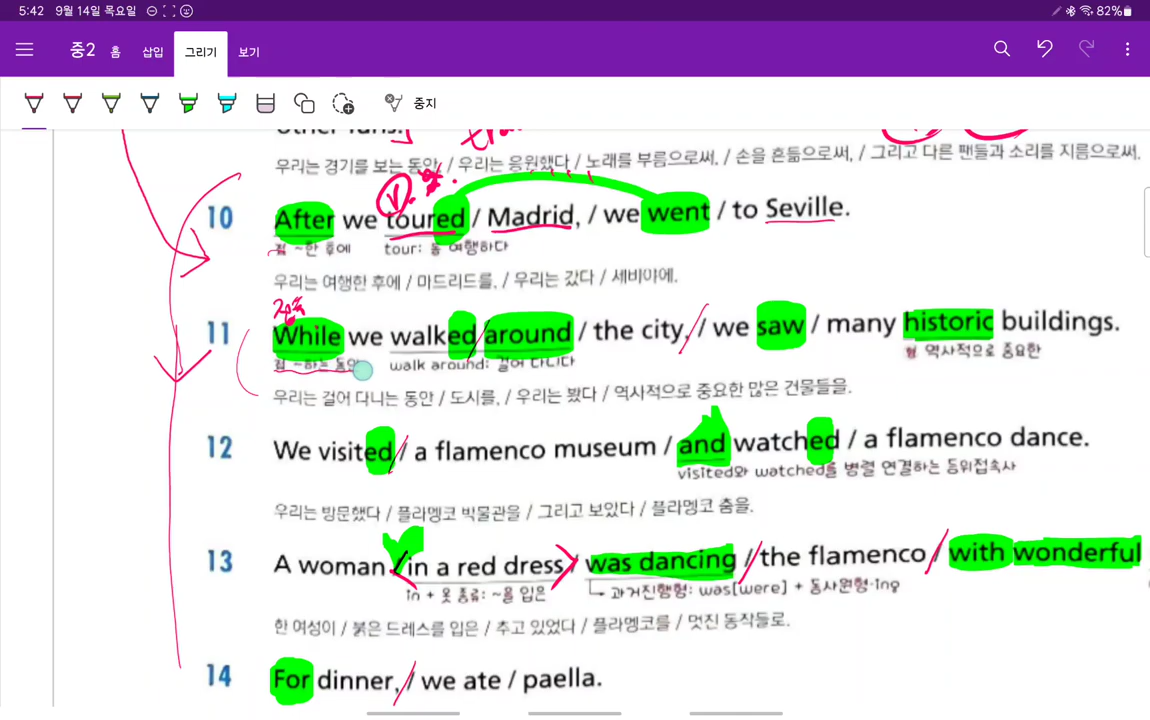 5:42 9월 14일 목요일 82%
중2 홈 삽입 그리기 보기
중지
other fans.
우리는 경기를 보는 동안 / 우리는 응원했다 / 노래를 부름으로써, / 손을 흔듦으로써, / 그리고 다른 팬들과 소리를 지름으로써.
10 After we toured / Madrid, / we went / to Seville.
접 ~한 후에 tour: 동 여행하다
우리는 여행한 후에 / 마드리드를, / 우리는 갔다 / 세비야에.
11 While we walked around / the city, / we saw / many historic buildings.
접 ~하는 동안 walk around: 걸어 다니다 형 역사적으로 중요한
우리는 걸어 다니는 동안 / 도시를, / 우리는 봤다 / 역사적으로 중요한 많은 건물들을.
12 We visited / a flamenco museum / and watched / a flamenco dance.
visited와 watched를 병렬 연결하는 등위접속사
우리는 방문했다 / 플라멩코 박물관을 / 그리고 보았다 / 플라멩코 춤을.
13 A woman / in a red dress / was dancing / the flamenco / with wonderful
in + 옷 종류: ~을 입은 과거진행형: was[were] + 동사원형-ing
한 여성이 / 붉은 드레스를 입은 / 추고 있었다 / 플라멩코를 / 멋진 동작들로.
14 For dinner, / we ate / paella.